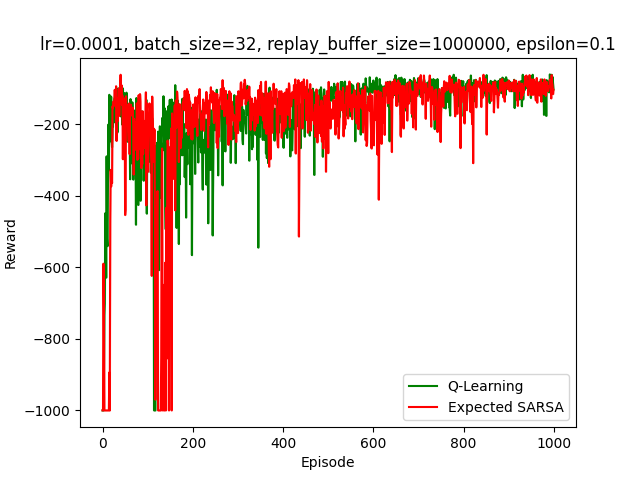 lr=0.0001, batch_size=32, replay_buffer_size=1000000, epsilon=0.1
Reward
−200
−400
−600
−800
−1000
Q-Learning
Expected SARSA
0
200
400
600
800
1000
Episode